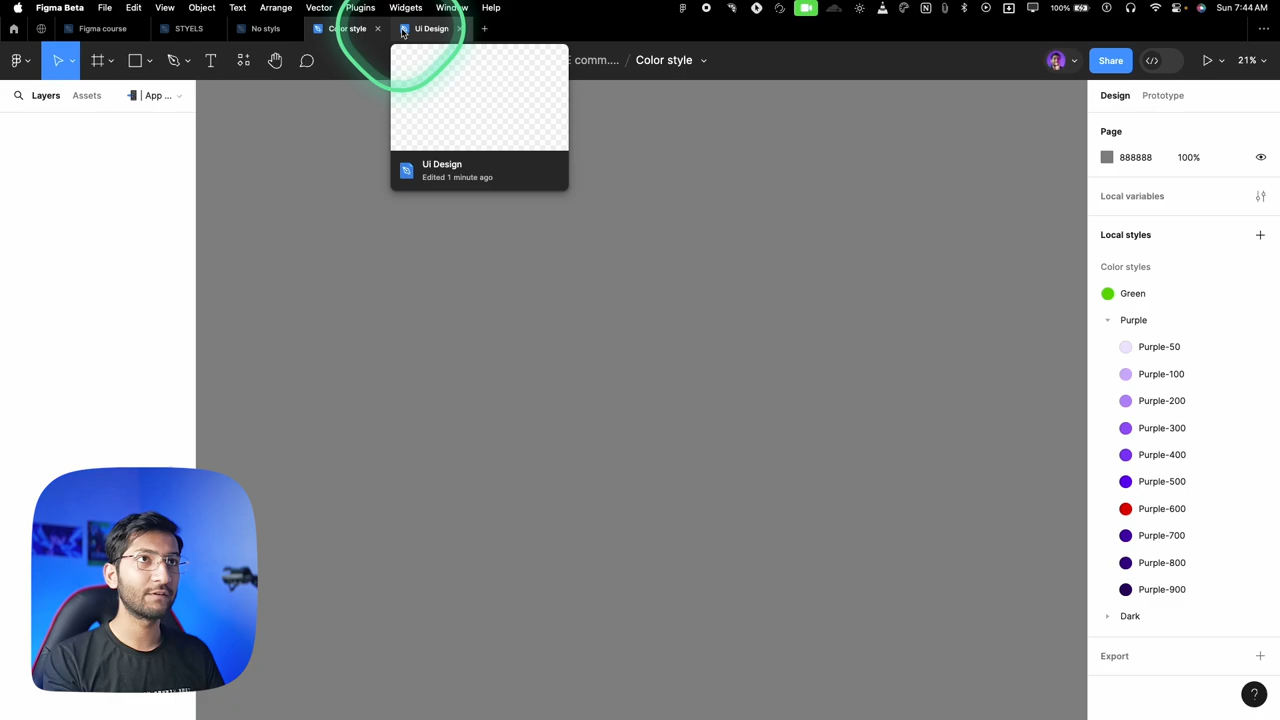 Figma Beta File Edit View Object Text Arrange Vector Plugins Widgets Window Help 100% Sun 7:44 AM
Figma course STYELS No styls Color style Ui Design
E comm.... / Color style Share 21%
Layers Assets | App ... Design Prototype
Page
888888 100%
Ui Design
Edited 1 minute ago
Local variables
Local styles
Color styles
Green
Purple
Purple-50
Purple-100
Purple-200
Purple-300
Purple-400
Purple-500
Purple-600
Purple-700
Purple-800
Purple-900
Dark
Export
?